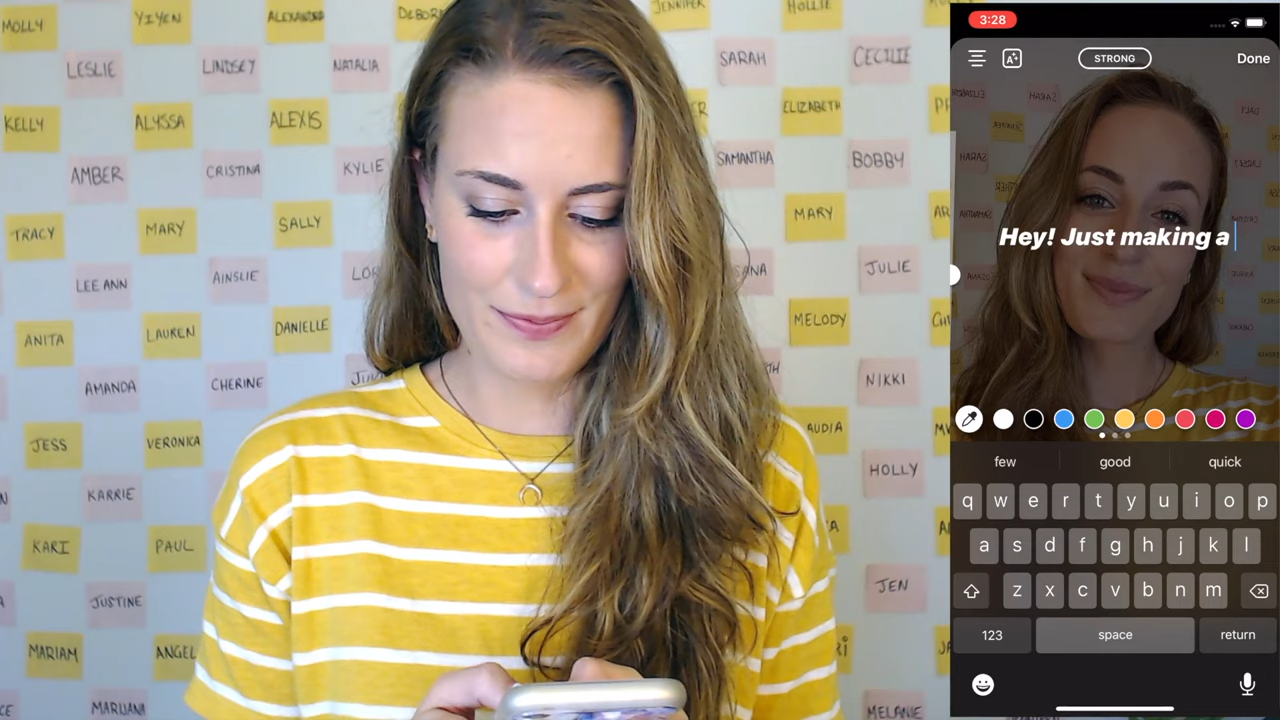 MOLLY
YIYEN
ALEXANDRA
JENNIFER
HOLLIE
LESLIE
LINDSEY
NATALIA
SARAH
CECILIE
KELLY
ALYSSA
ALEXIS
ELIZABETH
AMBER
CRISTINA
KYLIE
SAMANTHA
BOBBY
TRACY
MARY
SALLY
MARY
LEE ANN
AINSLIE
JULIE
ANITA
LAUREN
DANIELLE
MELODY
AMANDA
CHERINE
NIKKI
JESS
VERONICA
HOLLY
KARRIE
KARI
PAUL
JUSTINE
JEN
MARIAM
ANGEL
MELANIE
3:28
STRONG
Done
SARAH
SARAH
Hey! Just making a
few good quick
q w e r t y u i o p
a s d f g h j k l
z x c v b n m
123 space return